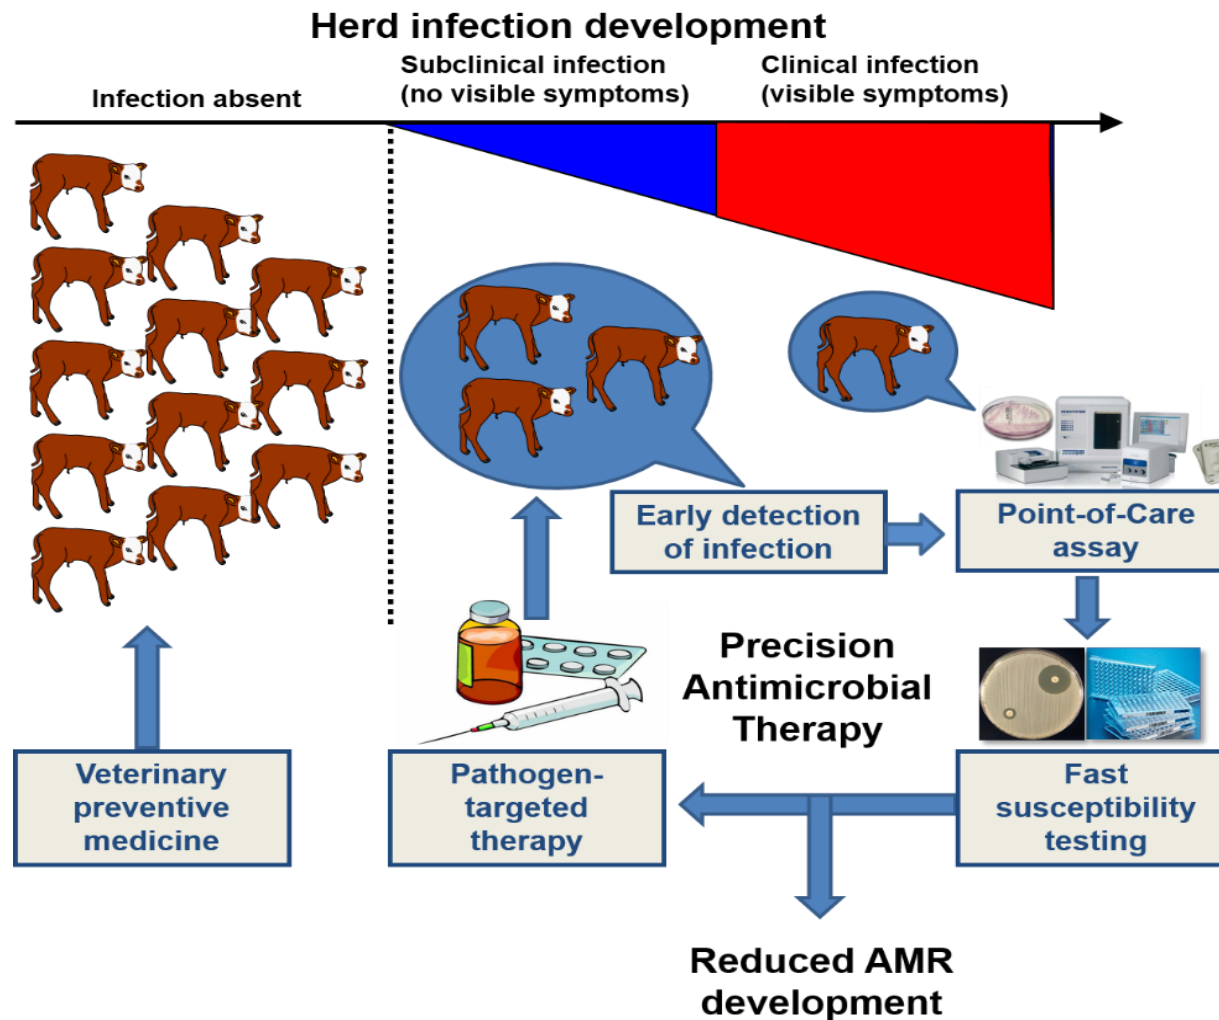 Herd infection development
Infection absent
Subclinical infection
(no visible symptoms)
Clinical infection
(visible symptoms)
Early detection
of infection
Point-of-Care
assay
Precision
Antimicrobial
Therapy
Veterinary
preventive
medicine
Pathogen-
targeted
therapy
Fast
susceptibility
testing
Reduced AMR
development